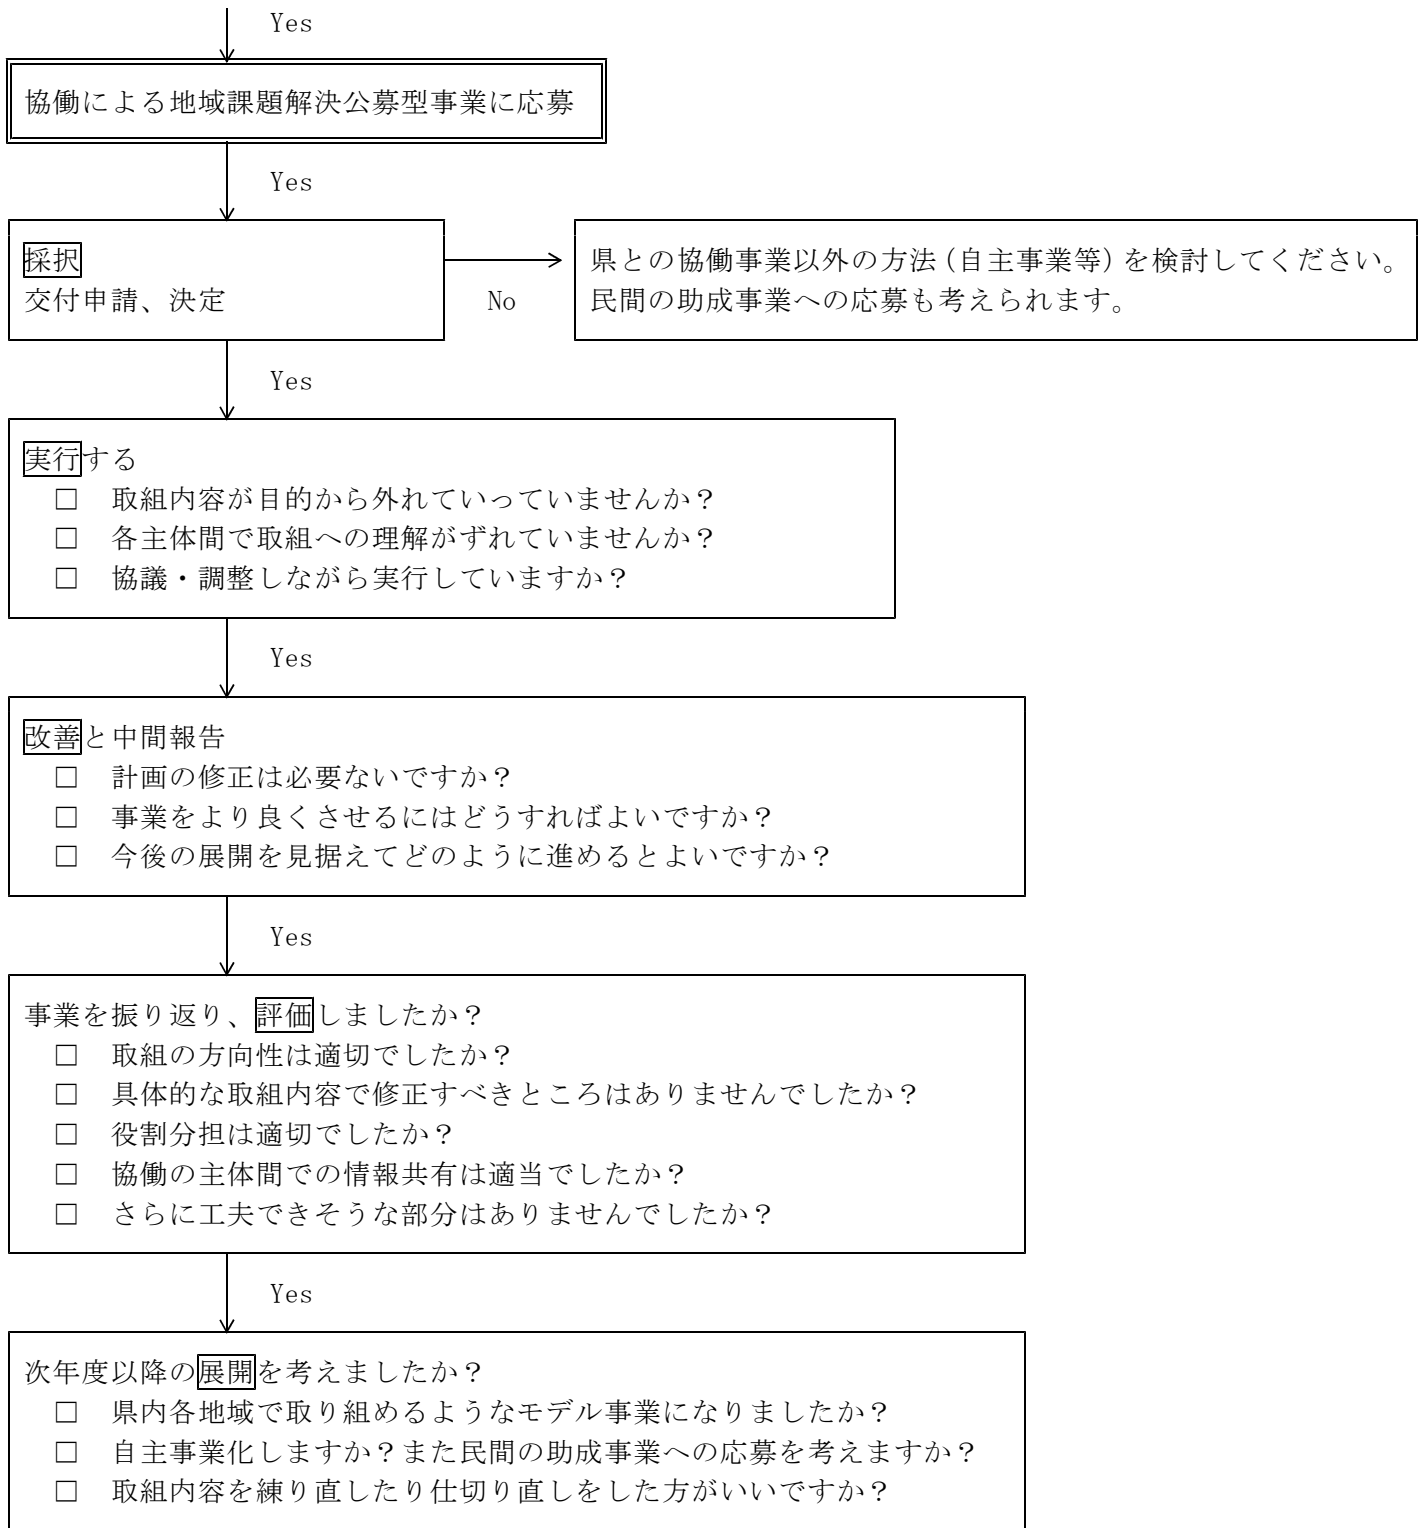 Yes
協働による地域課題解決公募型事業に応募
Yes
採択
交付申請、決定
No
県との協働事業以外の方法(自主事業等)を検討してください。
民間の助成事業への応募も考えられます。
Yes
実行する
□ 取組内容が目的から外れていっていませんか？
□ 各主体間で取組への理解がずれていませんか？
□ 協議・調整しながら実行していますか？
Yes
改善と中間報告
□ 計画の修正は必要ないですか？
□ 事業をより良くさせるにはどうすればよいですか？
□ 今後の展開を見据えてどのように進めるとよいですか？
Yes
事業を振り返り、評価しましたか？
□ 取組の方向性は適切でしたか？
□ 具体的な取組内容で修正すべきところはありませんでしたか？
□ 役割分担は適切でしたか？
□ 協働の主体間での情報共有は適当でしたか？
□ さらに工夫できそうな部分はありませんでしたか？
Yes
次年度以降の展開を考えましたか？
□ 県内各地域で取り組めるようなモデル事業になりましたか？
□ 自主事業化しますか？また民間の助成事業への応募を考えますか？
□ 取組内容を練り直したり仕切り直しをした方がいいですか？